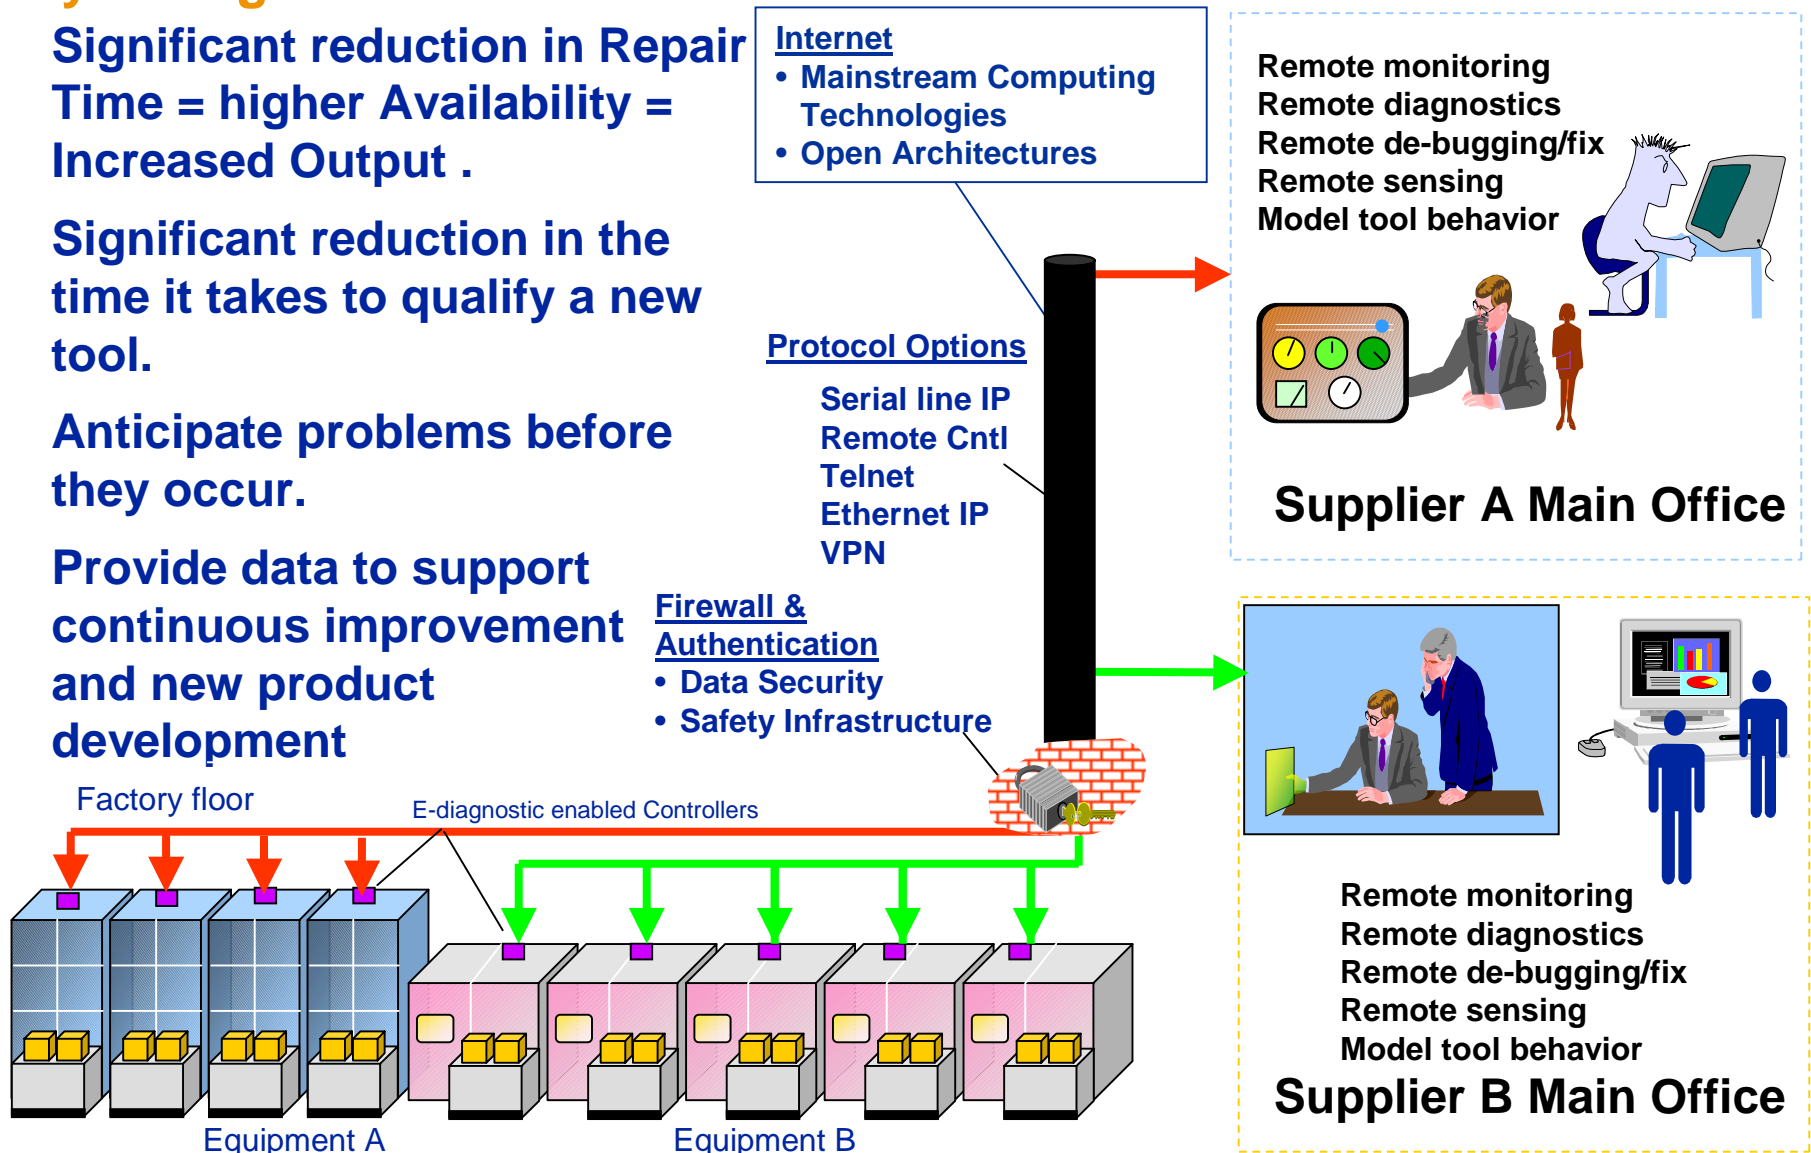 Significant reduction in Repair
Time = higher Availability =
Increased Output .
Significant reduction in the
time it takes to qualify a new
tool.
Anticipate problems before
they occur.
Provide data to support
continuous improvement
and new product
development
Internet
• Mainstream Computing
Technologies
• Open Architectures
Protocol Options
Serial line IP
Remote Cntl
Telnet
Ethernet IP
VPN
Firewall &
Authentication
• Data Security
• Safety Infrastructure
Remote monitoring
Remote diagnostics
Remote de-bugging/fix
Remote sensing
Model tool behavior
Supplier A Main Office
Remote monitoring
Remote diagnostics
Remote de-bugging/fix
Remote sensing
Model tool behavior
Supplier B Main Office
Factory floor
E-diagnostic enabled Controllers
Equipment A
Equipment B